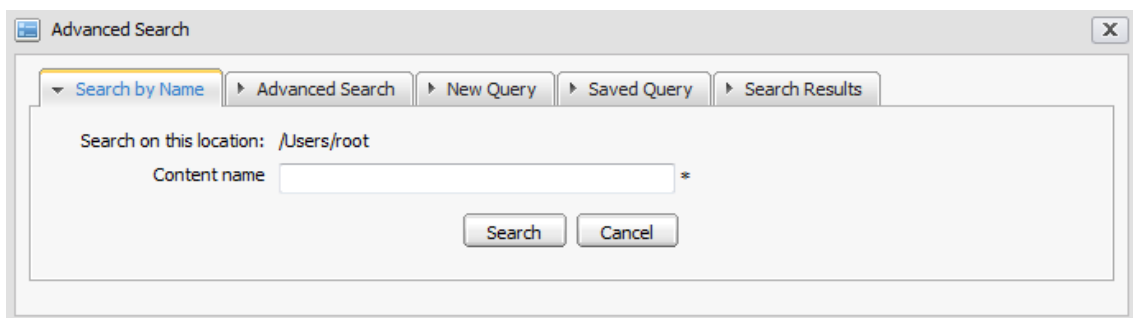 Advanced Search
X
Search by Name Advanced Search New Query Saved Query Search Results
Search on this location: /Users/root
Content name *
Search Cancel